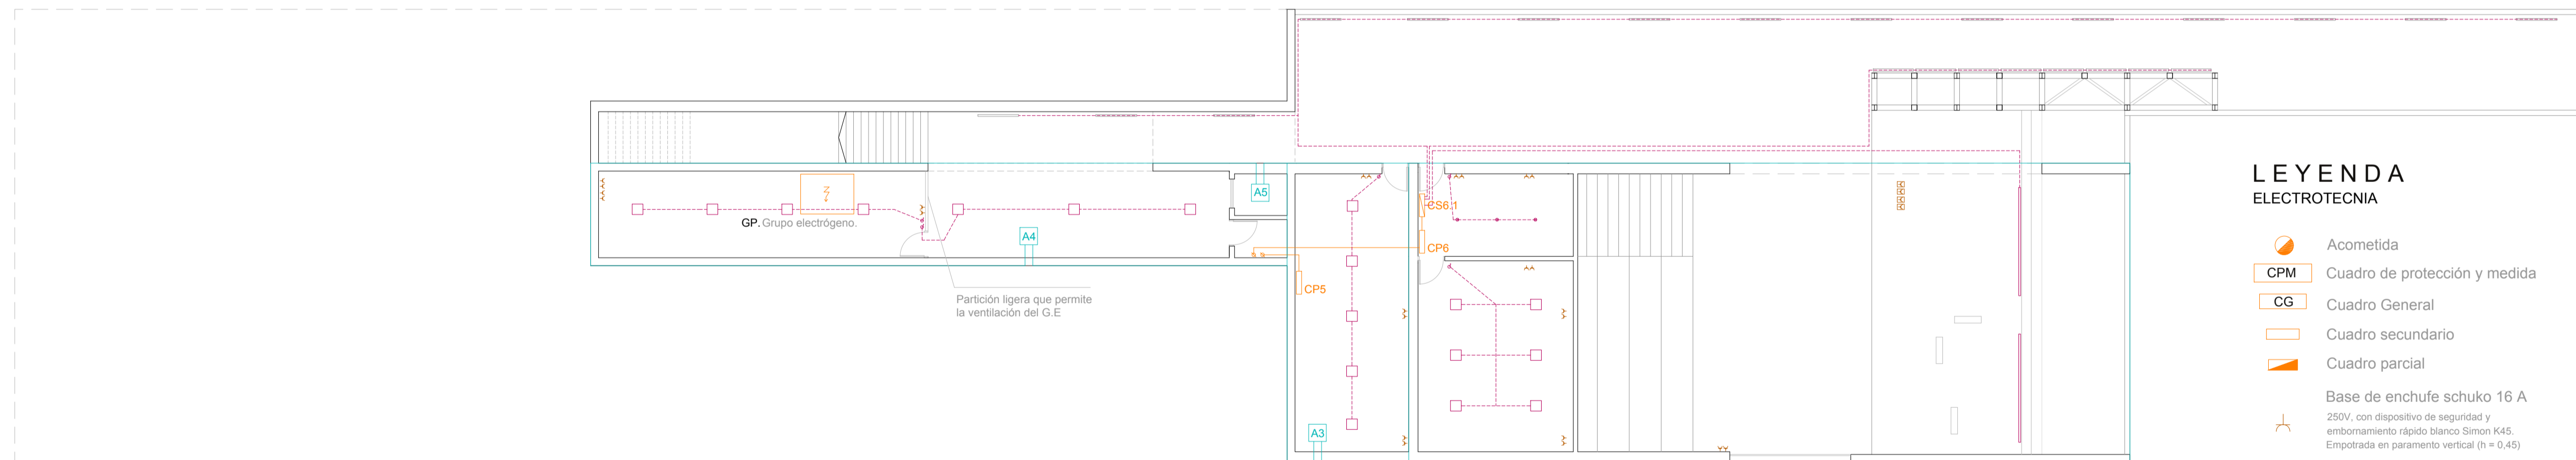 GP. Grupo electrógeno.
A4
A5
Partición ligera que permite
la ventilación del G.E
CP5
CS6.1
CP6
A3
LEYENDA
ELECTROTECNIA
Acometida
CPM Cuadro de protección y medida
CG Cuadro General
Cuadro secundario
Cuadro parcial
Base de enchufe schuko 16 A
250V, con dispositivo de seguridad y
embornamiento rápido blanco Simon K45.
Empotrada en paramento vertical (h = 0,45)